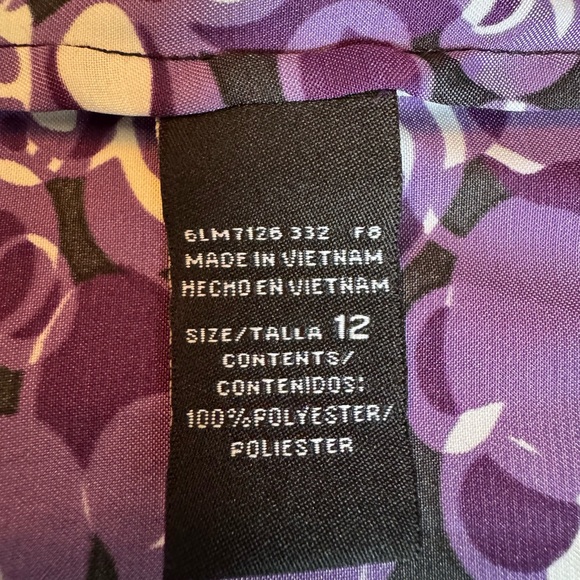 6LM7126 332 F8
MADE IN VIETNAM
HECHO EN VIETNAM
SIZE/TALLA 12
CONTENTS/
CONTENIDOS:
100%POLYESTER/
POLIESTER